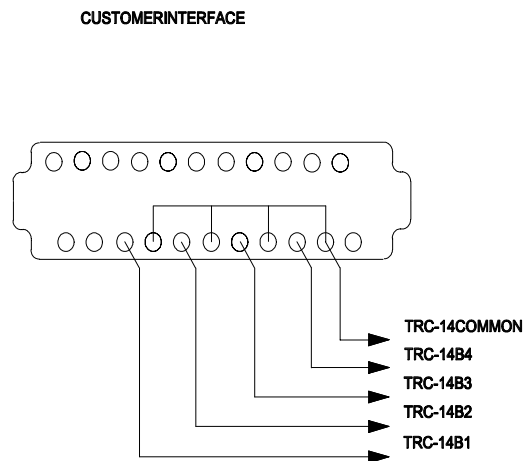 CUSTOMERINTERFACE
TRC-14COMMON
TRC-14B4
TRC-14B3
TRC-14B2
TRC-14B1